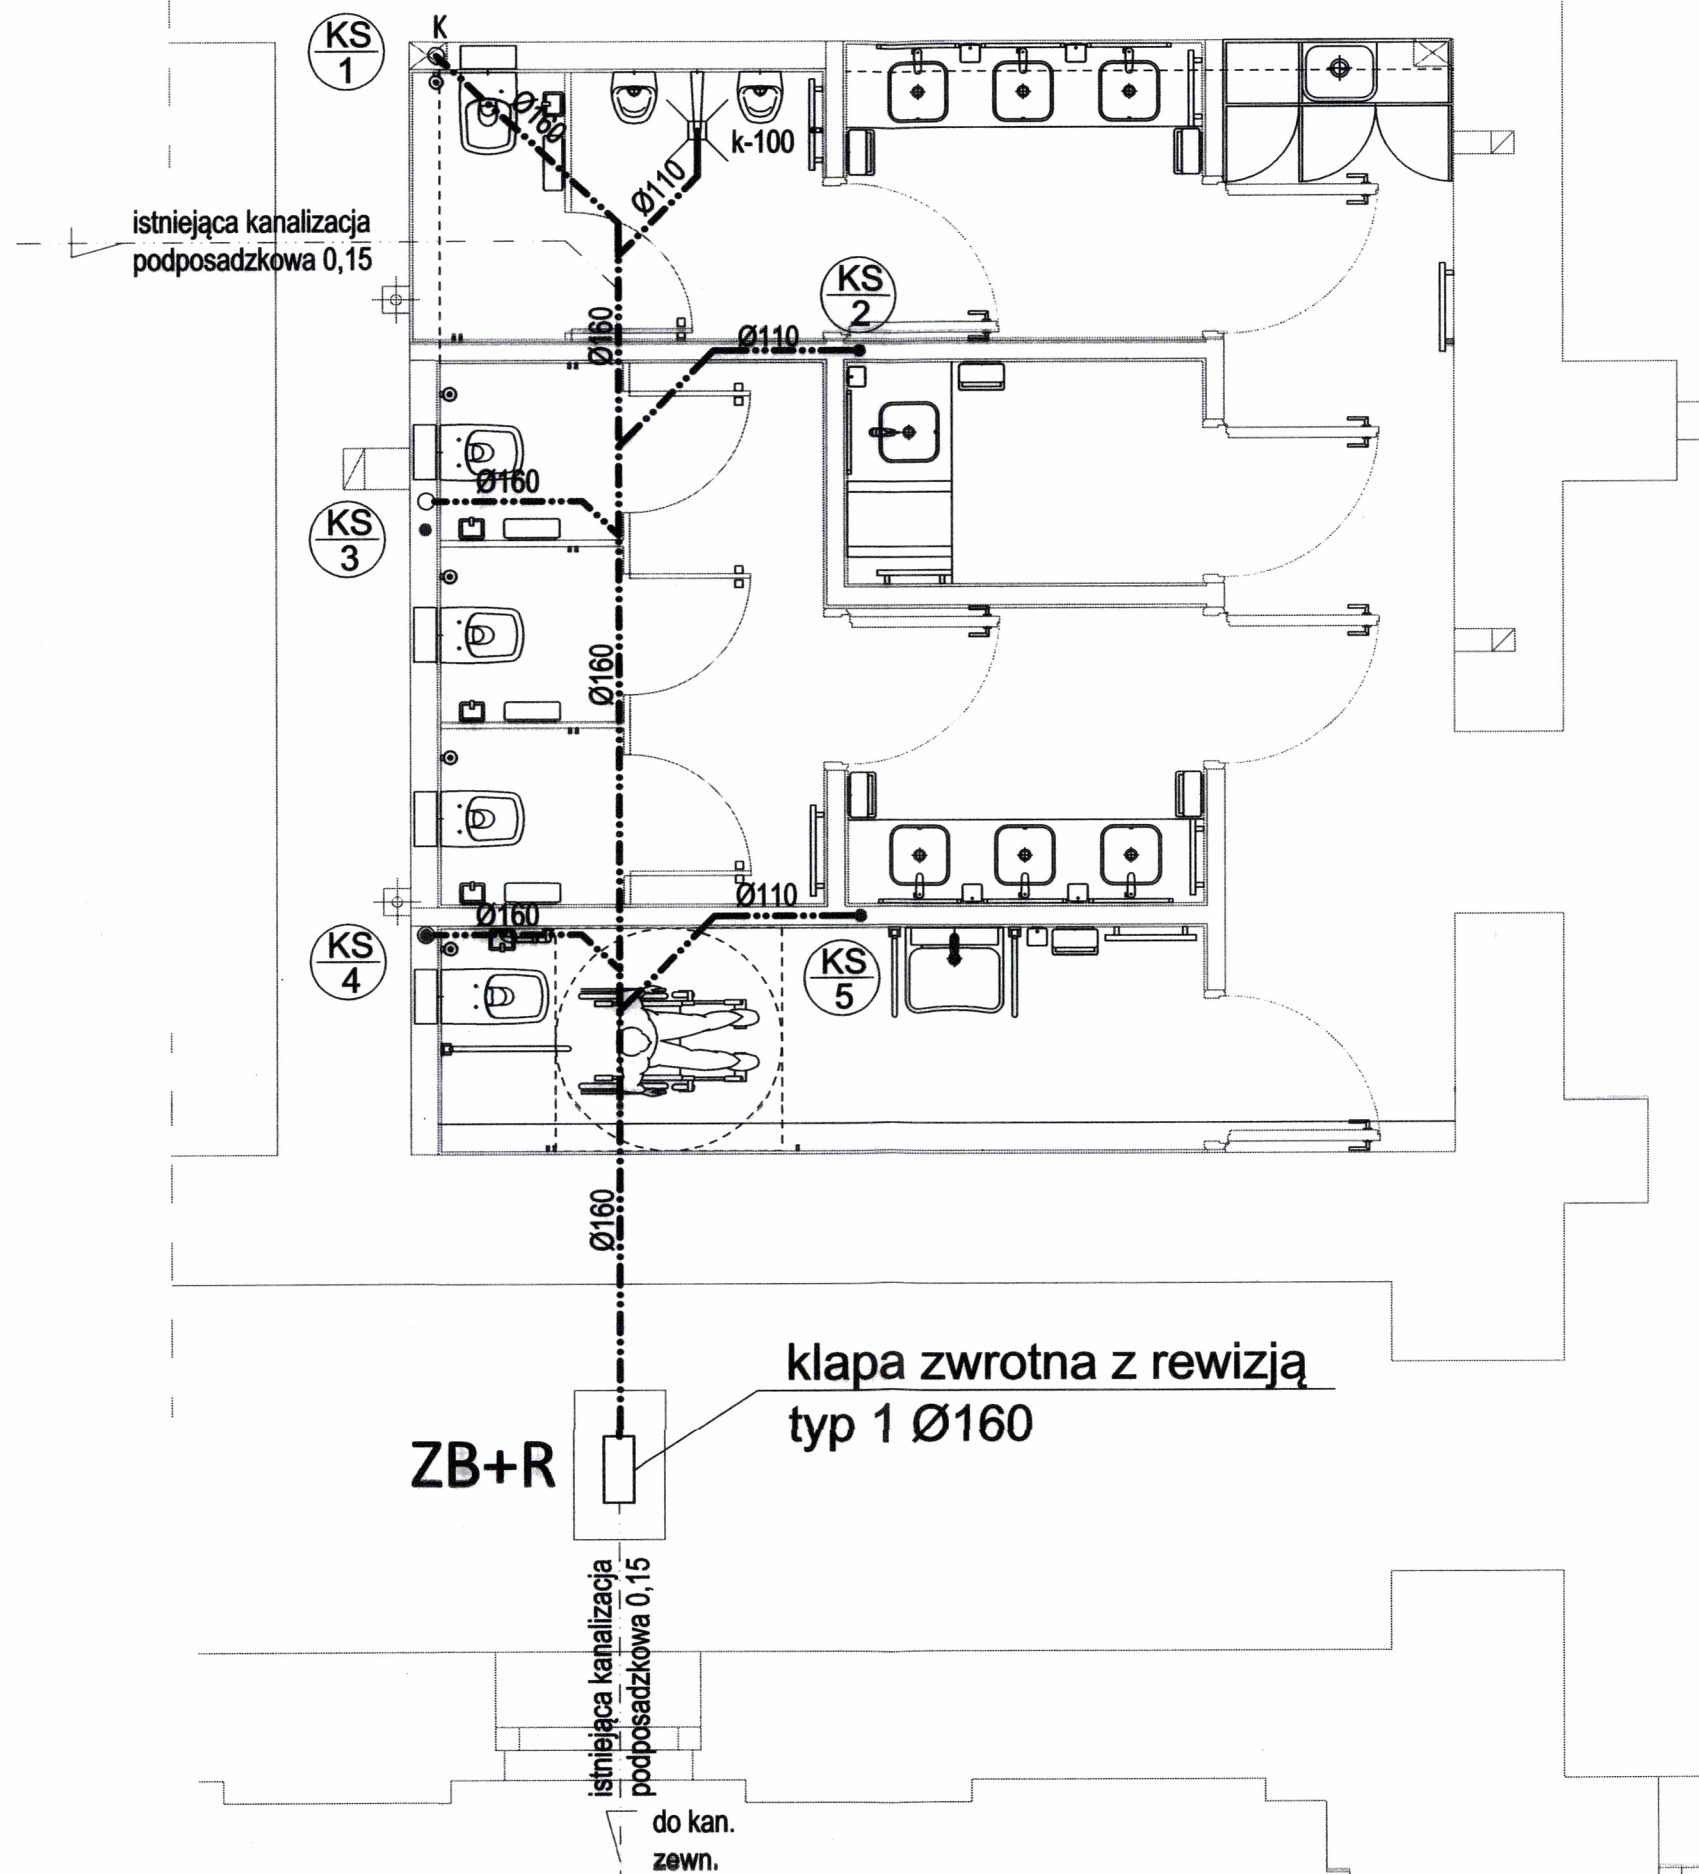 KS
1
K
Ø160
k-100
Ø110
istniejąca kanalizacja
podposadzkowa 0,15
KS
2
Ø160
Ø110
Ø160
KS
3
Ø160
Ø110
Ø160
KS
4
KS
5
Ø160
klapa zwrotna z rewizją
typ 1 Ø160
ZB+R
istniejąca kanalizacja
podposadzkowa 0,15
do kan.
zewn.